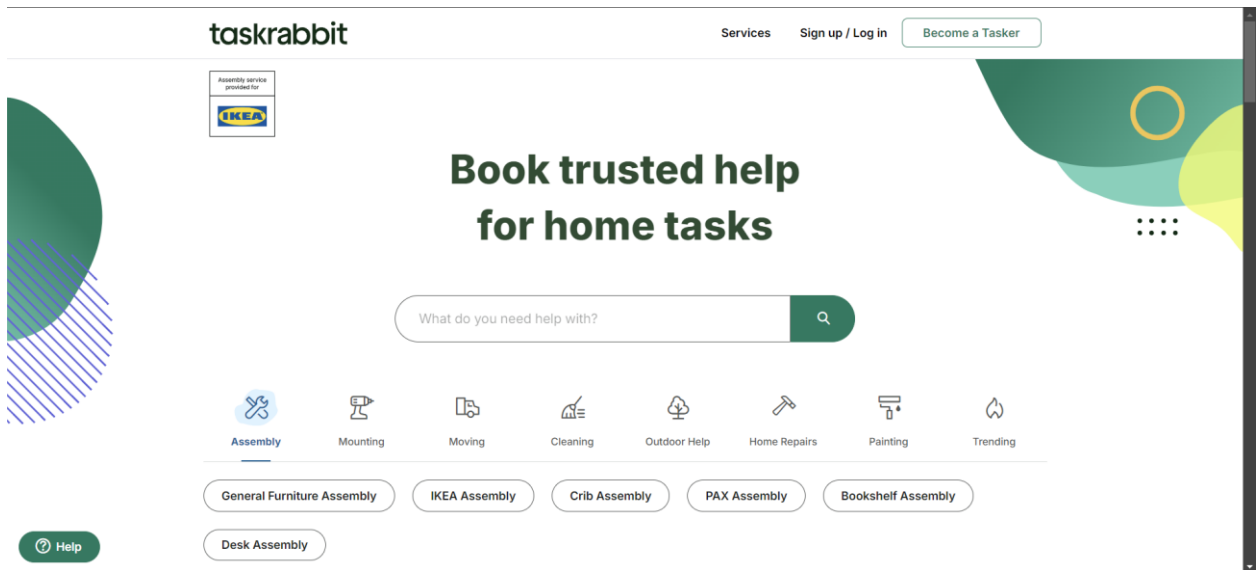 taskrabbit
Services
Sign up / Log in
Become a Tasker
Assembly service
provided for
IKEA
Book trusted help
for home tasks
What do you need help with?
Assembly
Mounting
Moving
Cleaning
Outdoor Help
Home Repairs
Painting
Trending
General Furniture Assembly
IKEA Assembly
Crib Assembly
PAX Assembly
Bookshelf Assembly
Desk Assembly
Help